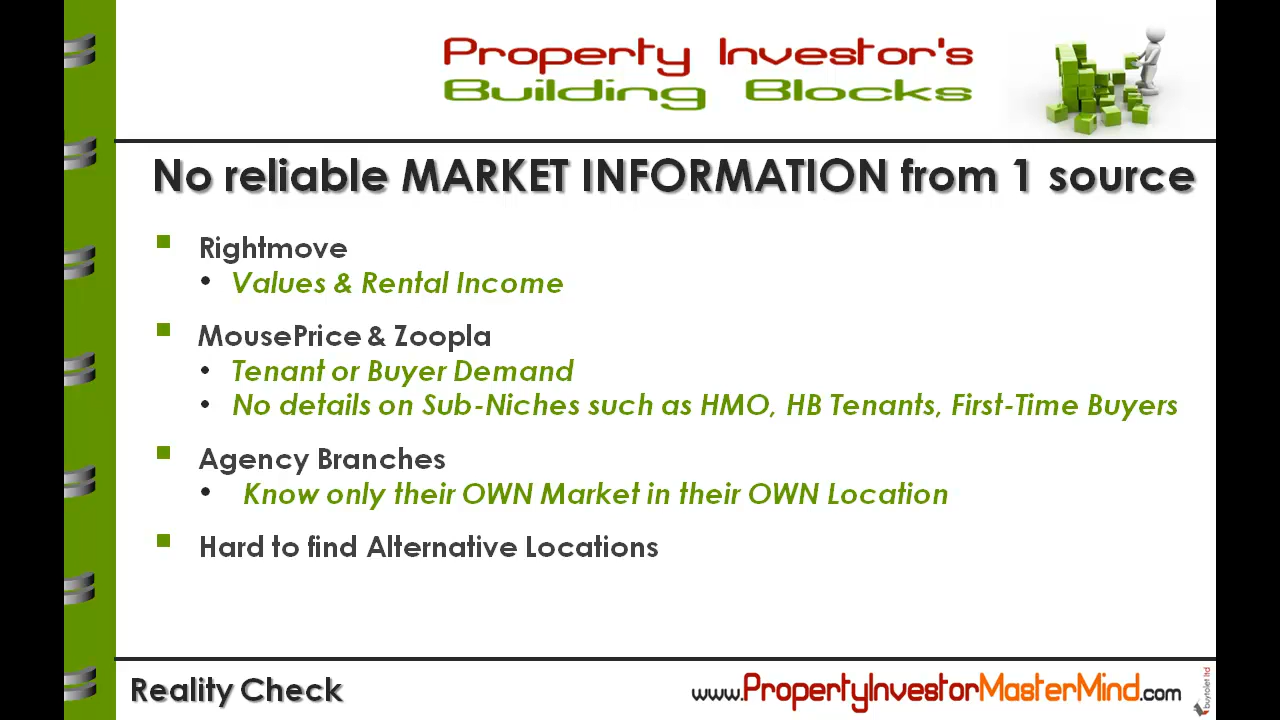 Property Investor's
Building Blocks
No reliable MARKET INFORMATION from 1 source
Rightmove
Values & Rental Income
MousePrice & Zoopla
Tenant or Buyer Demand
No details on Sub-Niches such as HMO, HB Tenants, First-Time Buyers
Agency Branches
Know only their OWN Market in their OWN Location
Hard to find Alternative Locations
Reality Check
www.PropertyInvestorMasterMind.com
buytolet ltd